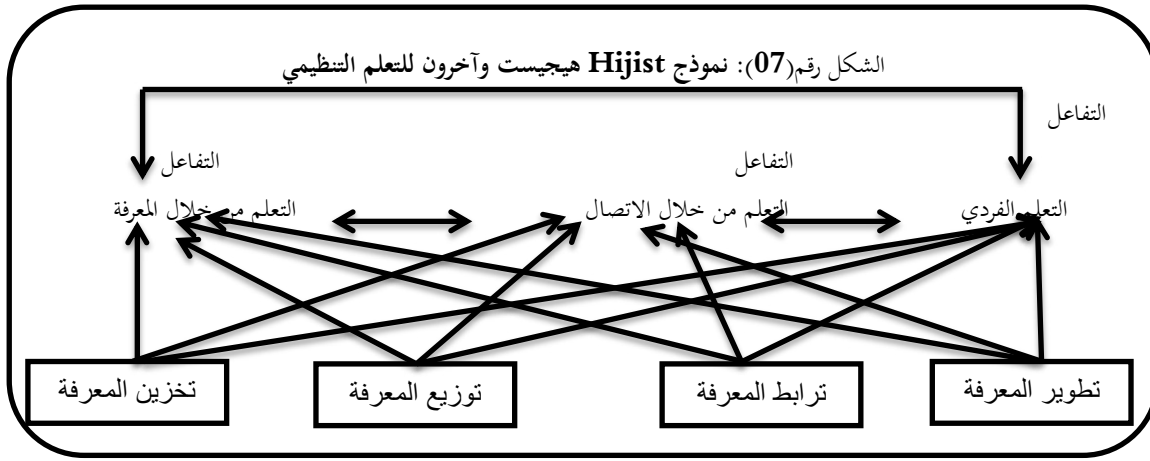 الشكل رقم(07): نموذج Hijist هيجيست وآخرون للتعلم التنظيمي
التفاعل
التفاعل
التفاعل
التعلم الفردي
التعلم من خلال الاتصال
التعلم من خلال المعرفة
تطوير المعرفة
ترابط المعرفة
توزيع المعرفة
تخزين المعرفة